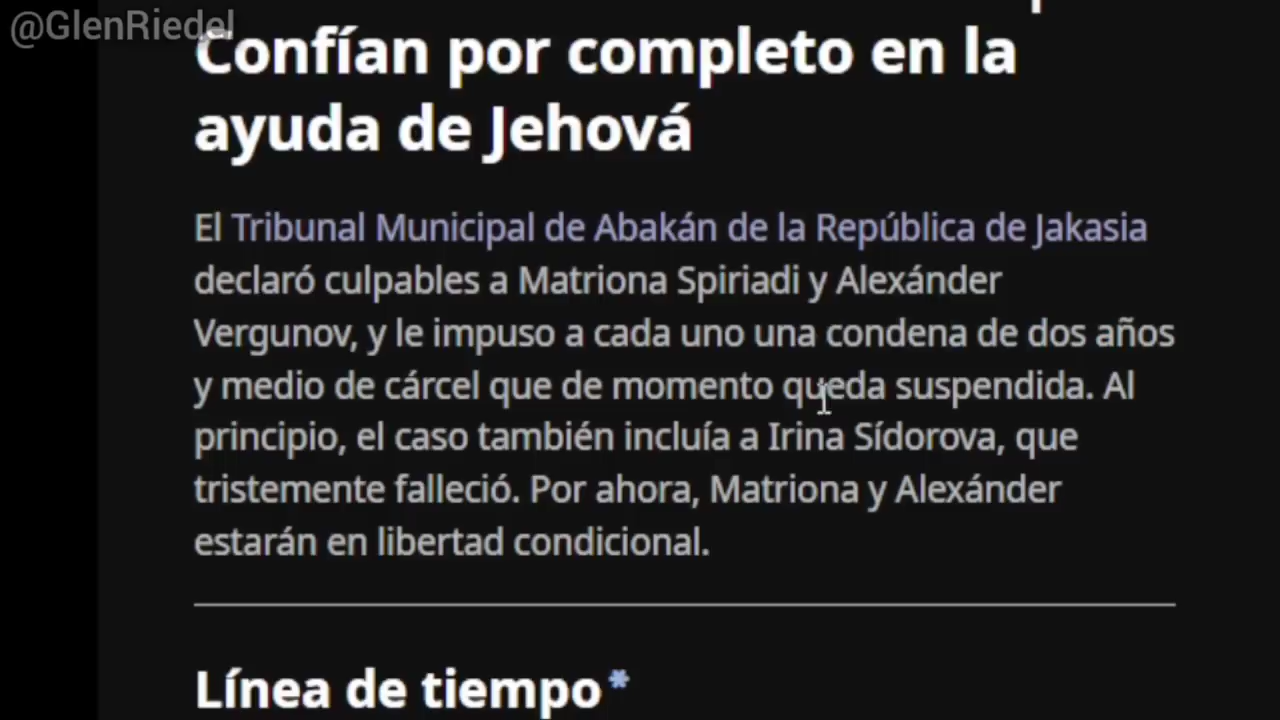 @GlenRiedel
Confían por completo en la
ayuda de Jehová
El Tribunal Municipal de Abakán de la República de Jakasia
declaró culpables a Matriona Spiriadi y Alexánder
Vergunov, y le impuso a cada uno una condena de dos años
y medio de cárcel que de momento queda suspendida. Al
principio, el caso también incluía a Irina Sídorova, que
tristemente falleció. Por ahora, Matriona y Alexánder
estarán en libertad condicional.
Línea de tiempo*